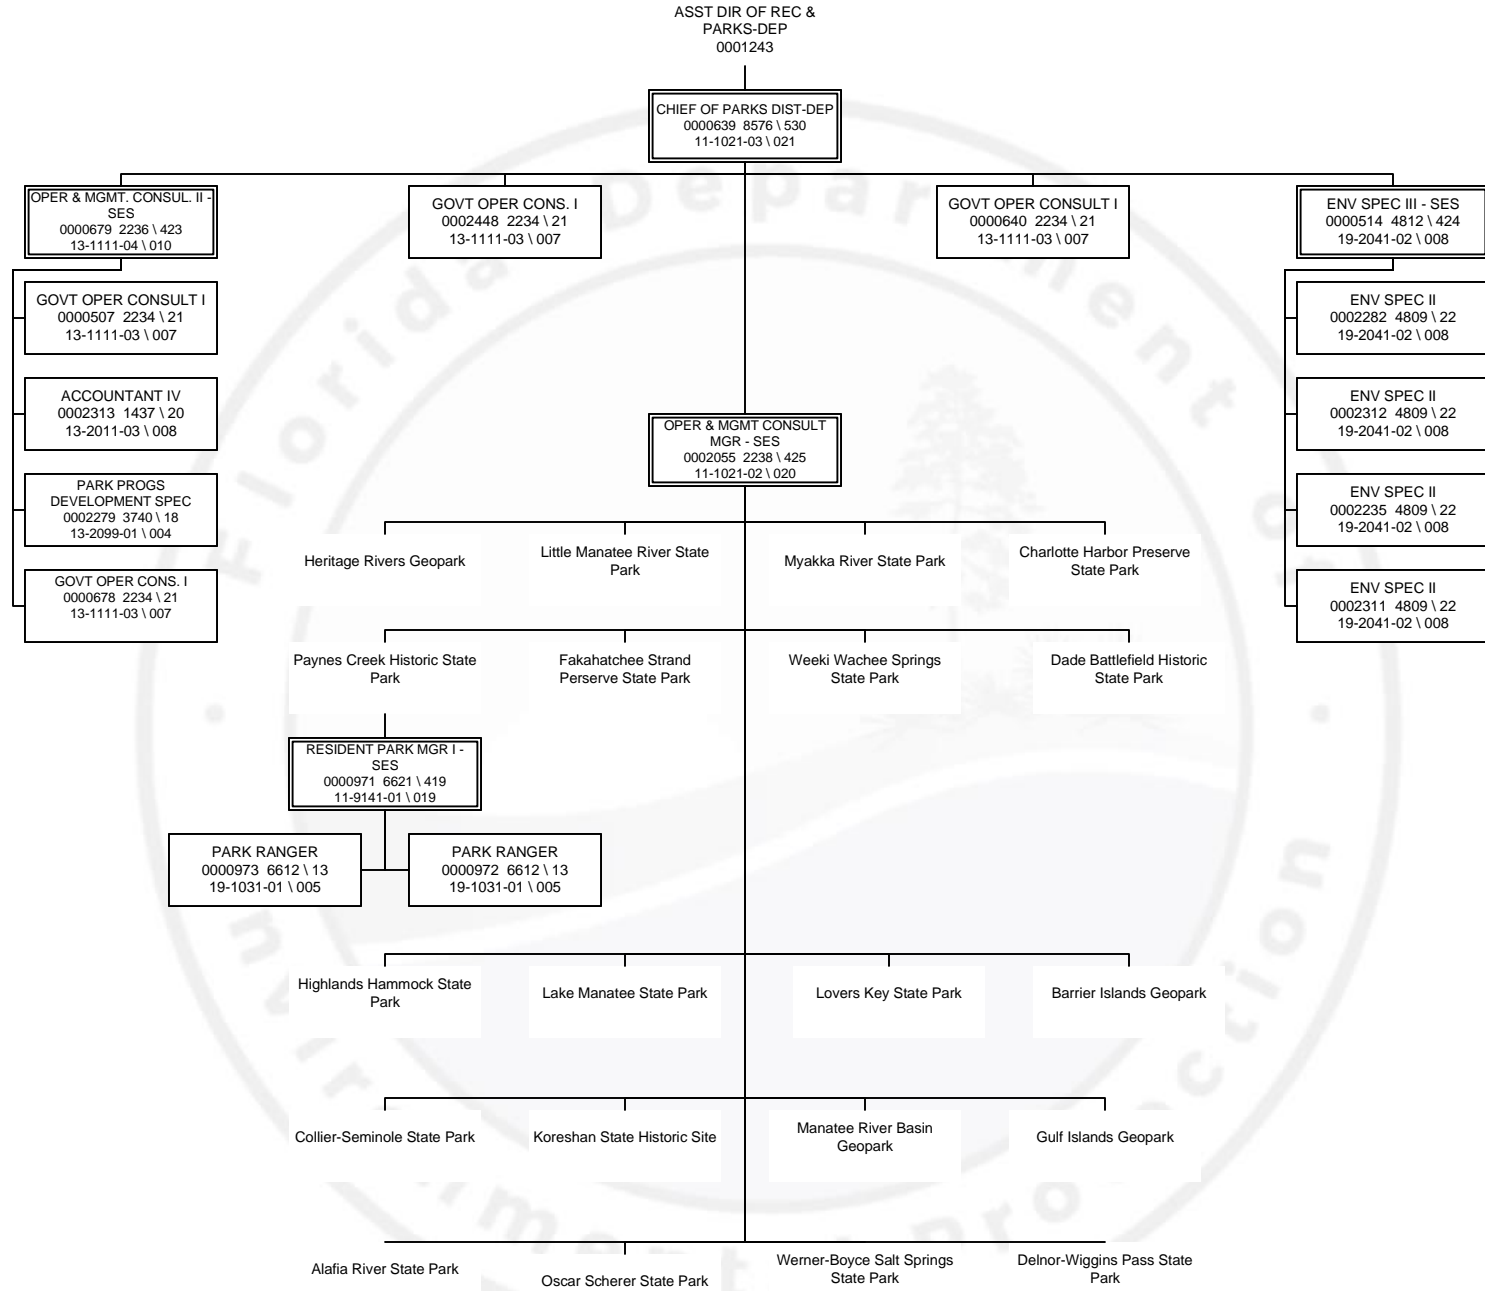 ASST DIR OF REC &
PARKS-DEP
0001243
CHIEF OF PARKS DIST-DEP
0000639 8576 \ 530
11-1021-03 \ 021
OPER & MGMT. CONSUL. II -
SES
0000679 2236 \ 423
13-1111-04 \ 010
GOVT OPER CONS. I
0002448 2234 \ 21
13-1111-03 \ 007
GOVT OPER CONSULT I
0000640 2234 \ 21
13-1111-03 \ 007
ENV SPEC III - SES
0000514 4812 \ 424
19-2041-02 \ 008
GOVT OPER CONSULT I
0000507 2234 \ 21
13-1111-03 \ 007
ACCOUNTANT IV
0002313 1437 \ 20
13-2011-03 \ 008
PARK PROGS
DEVELOPMENT SPEC
0002279 3740 \ 18
13-2099-01 \ 004
GOVT OPER CONS. I
0000678 2234 \ 21
13-1111-03 \ 007
ENV SPEC II
0002282 4809 \ 22
19-2041-02 \ 008
ENV SPEC II
0002312 4809 \ 22
19-2041-02 \ 008
ENV SPEC II
0002235 4809 \ 22
19-2041-02 \ 008
ENV SPEC II
0002311 4809 \ 22
19-2041-02 \ 008
OPER & MGMT CONSULT
MGR - SES
0002055 2238 \ 425
11-1021-02 \ 020
Heritage Rivers Geopark
Little Manatee River State
Park
Myakka River State Park
Charlotte Harbor Preserve
State Park
Paynes Creek Historic State
Park
Fakahatchee Strand
Perserve State Park
Weeki Wachee Springs
State Park
Dade Battlefield Historic
State Park
RESIDENT PARK MGR I -
SES
0000971 6621 \ 419
11-9141-01 \ 019
PARK RANGER
0000973 6612 \ 13
19-1031-01 \ 005
PARK RANGER
0000972 6612 \ 13
19-1031-01 \ 005
Highlands Hammock State
Park
Lake Manatee State Park
Lovers Key State Park
Barrier Islands Geopark
Collier-Seminole State Park
Koreshan State Historic Site
Manatee River Basin
Geopark
Gulf Islands Geopark
Alafia River State Park
Oscar Scherer State Park
Werner-Boyce Salt Springs
State Park
Delnor-Wiggins Pass State
Park
Florida Department of